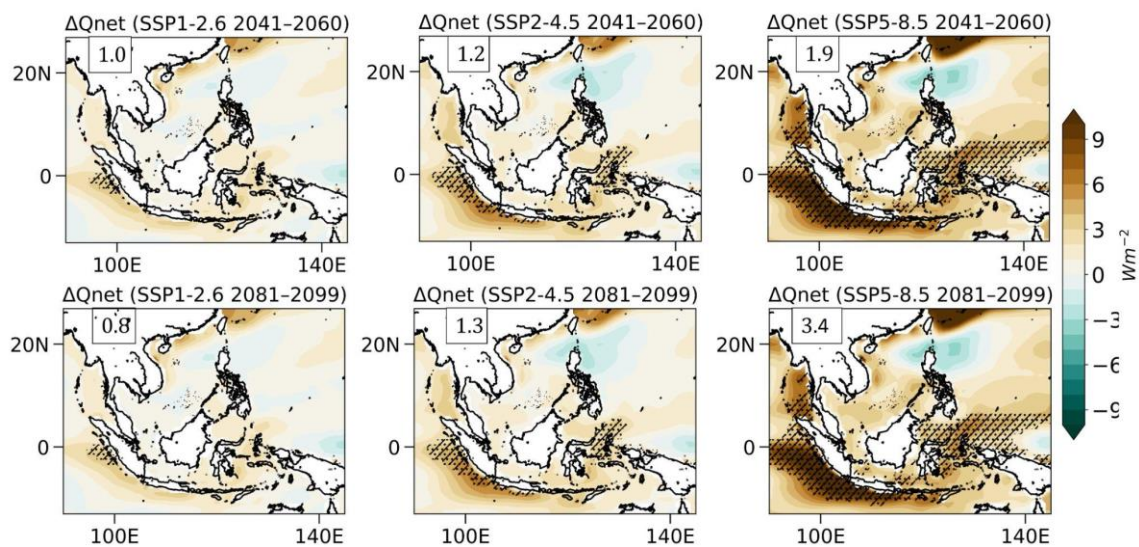 ΔQnet (SSP1-2.6 2041–2060)
ΔQnet (SSP2-4.5 2041–2060)
ΔQnet (SSP5-8.5 2041–2060)
1.0
1.2
1.9
20N
20N
20N
0
0
0
100E
140E
100E
140E
100E
140E
ΔQnet (SSP1-2.6 2081–2099)
ΔQnet (SSP2-4.5 2081–2099)
ΔQnet (SSP5-8.5 2081–2099)
0.8
1.3
3.4
20N
20N
20N
0
0
0
100E
140E
100E
140E
100E
140E
9
6
3
0
−3
−6
−9
Wm⁻²